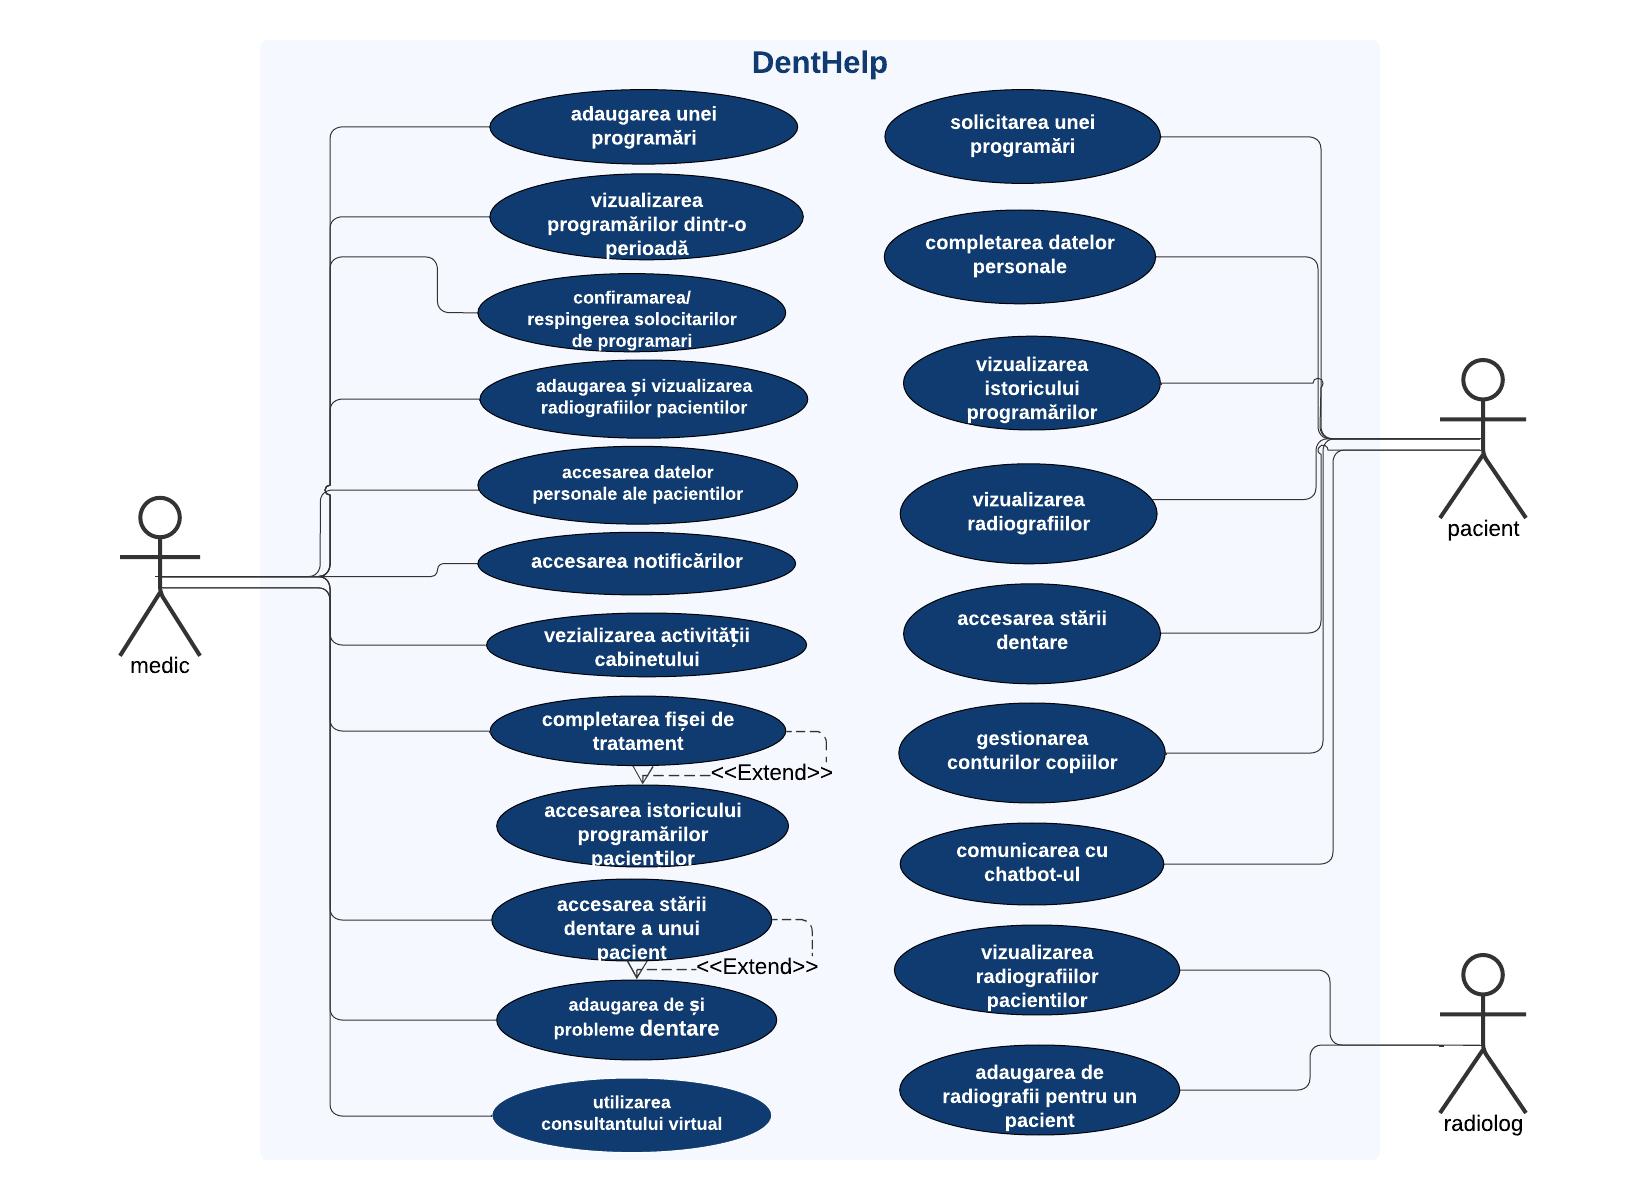 DentHelp
adaugarea unei
programări
vizualizarea
programărilor dintr-o
perioadă
confiramarea/
respingerea solocitarilor
de programari
adaugarea și vizualizarea
radiografiilor pacientilor
accesarea datelor
personale ale pacientilor
accesarea notificărilor
vezializarea activității
cabinetului
completarea fișei de
tratament
<<Extend>>
accesarea istoricului
programărilor
pacienților
accesarea stării
dentare a unui
pacient
<<Extend>>
adaugarea de și
probleme dentare
utilizarea
consultantului virtual
medic
solicitarea unei
programări
completarea datelor
personale
vizualizarea
istoricului
programărilor
vizualizarea
radiografiilor
accesarea stării
dentare
gestionarea
conturilor copiilor
comunicarea cu
chatbot-ul
vizualizarea
radiografiilor
pacientilor
adaugarea de
radiografii pentru un
pacient
pacient
radiolog